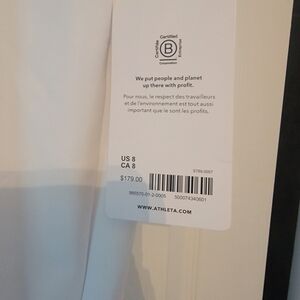 Certified
B
Corporation
We put people and planet
up there with profit.
Pour nous, le respect des travailleurs
et de l'environnement est tout aussi
important que le sont les profits.
US 8
CA 8
$179.00
500074340601
WWW.ATHLETA.COM